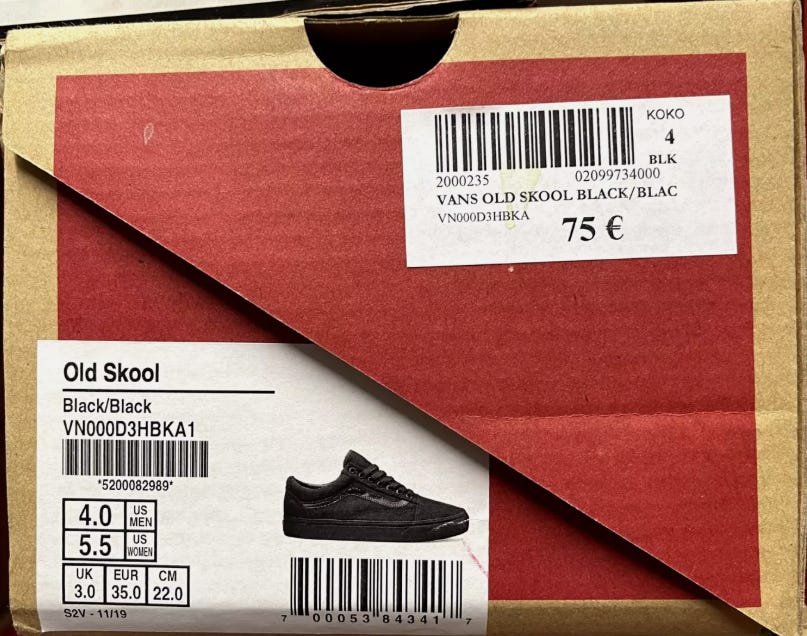 KOKO
4
BLK
2000235 02099734000
VANS OLD SKOOL BLACK/BLAC
VN000D3HBKA
75 €
Old Skool
Black/Black
VN000D3HBKA1
*5200082989*
4.0 US MEN
5.5 US WOMEN
UK EUR CM
3.0 35.0 22.0
S2V - 11/19
7 00053 84341 7